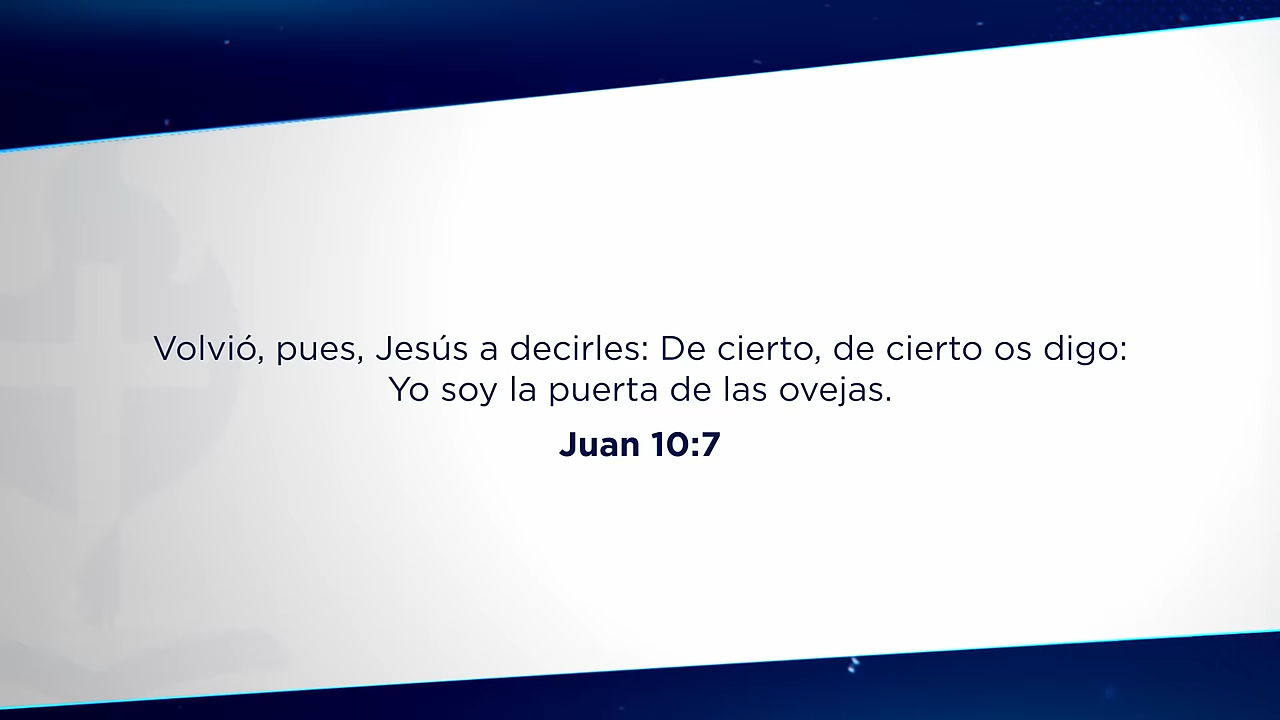 Volvió, pues, Jesús a decirles: De cierto, de cierto os digo:
Yo soy la puerta de las ovejas.
Juan 10:7